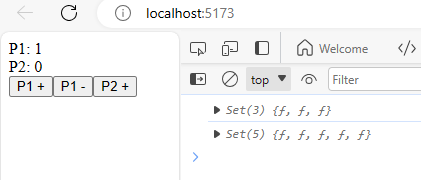 localhost:5173
P1: 1
P2: 0
P1 + P1 - P2 +
Welcome
top Filter
Set(3) {f, f, f}
Set(5) {f, f, f, f, f}